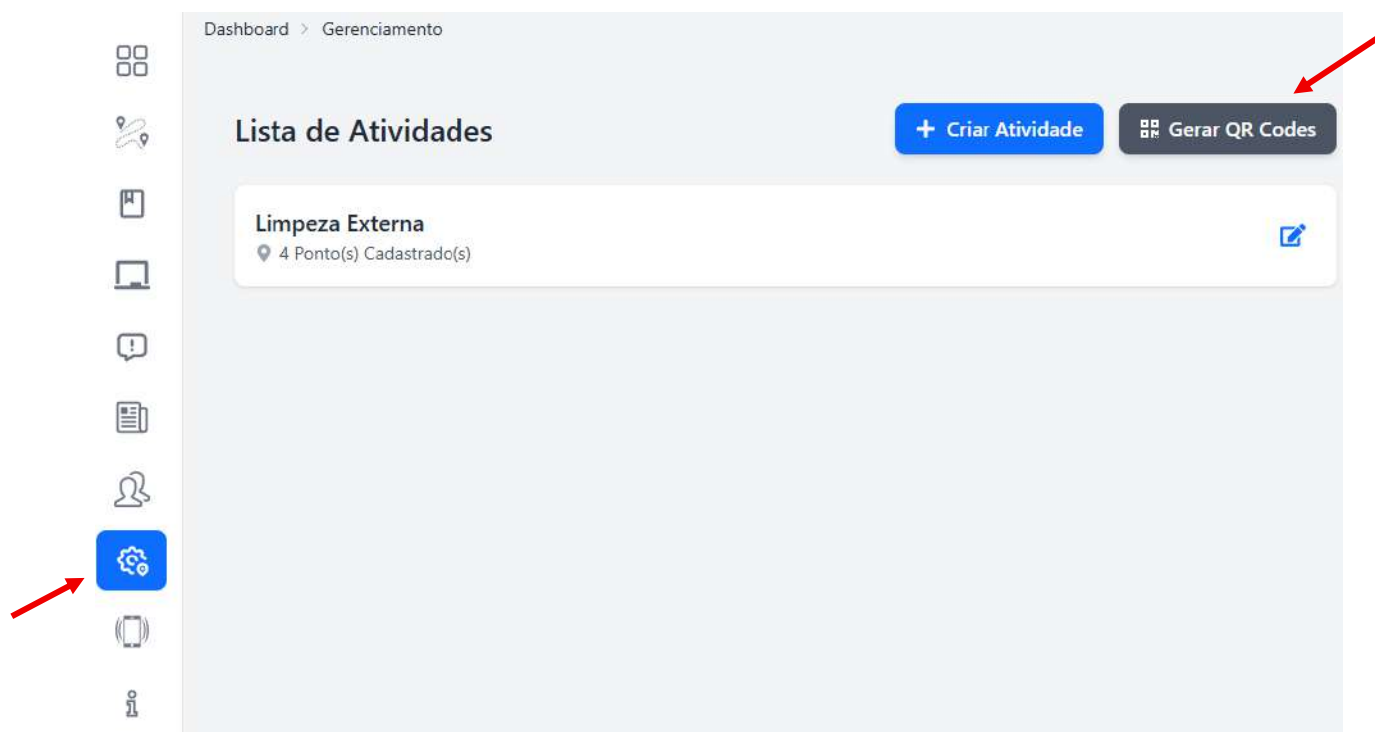 Dashboard > Gerenciamento
Lista de Atividades
+ Criar Atividade
Gerar QR Codes
Limpeza Externa
4 Ponto(s) Cadastrado(s)